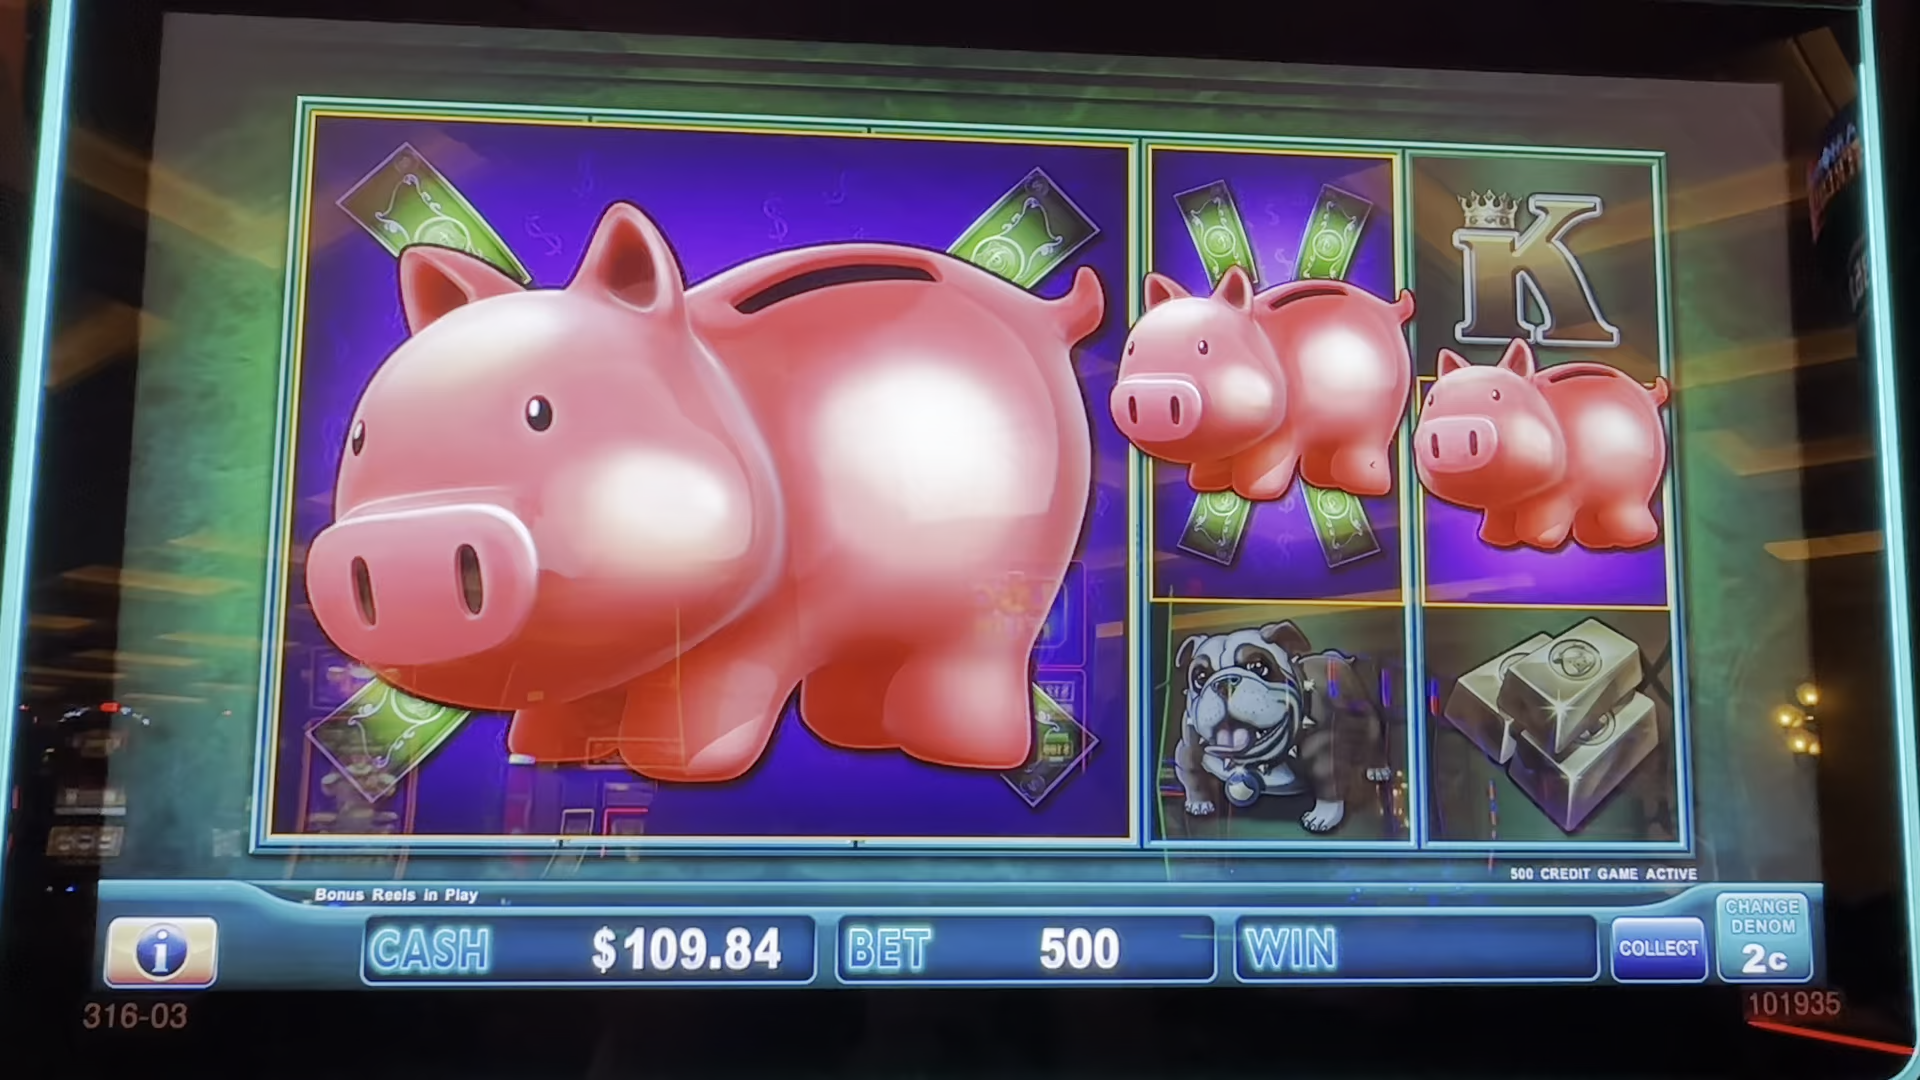 K
500 CREDIT GAME ACTIVE
Bonus Reels in Play
CASH $109.84 BET 500 WIN COLLECT CHANGE DENOM 2c
316-03
101935